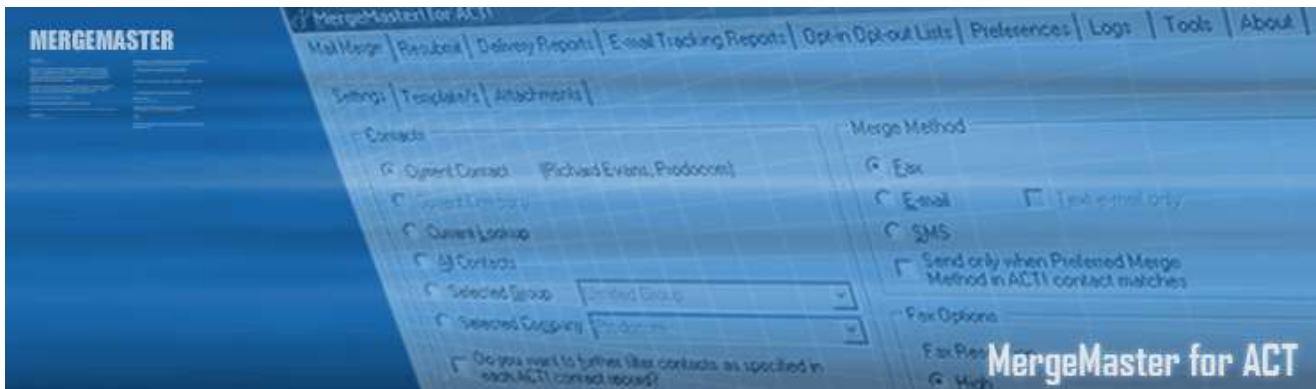 MERGEMASTER
MergeMaster for ACT!
Mail Merge | Resubmit | Delivery Reports | E-mail Tracking Reports | Opt-in Opt-out Lists | Preferences | Logs | Tools | About
Settings | Template/s | Attachments
Contacts
Current Contact (Richard Evans, Prodocom)
Current Company
Current Lookup
All Contacts
Selected Group
Selected Company Prodocom
Do you want to further filter contacts as specified in
each ACT! contact record?
Merge Method
Fax
E-mail Text e-mail only
SMS
Send only when Preferred Merge
Method in ACT! contact matches
Fax Options
Fax
High
MergeMaster for ACT